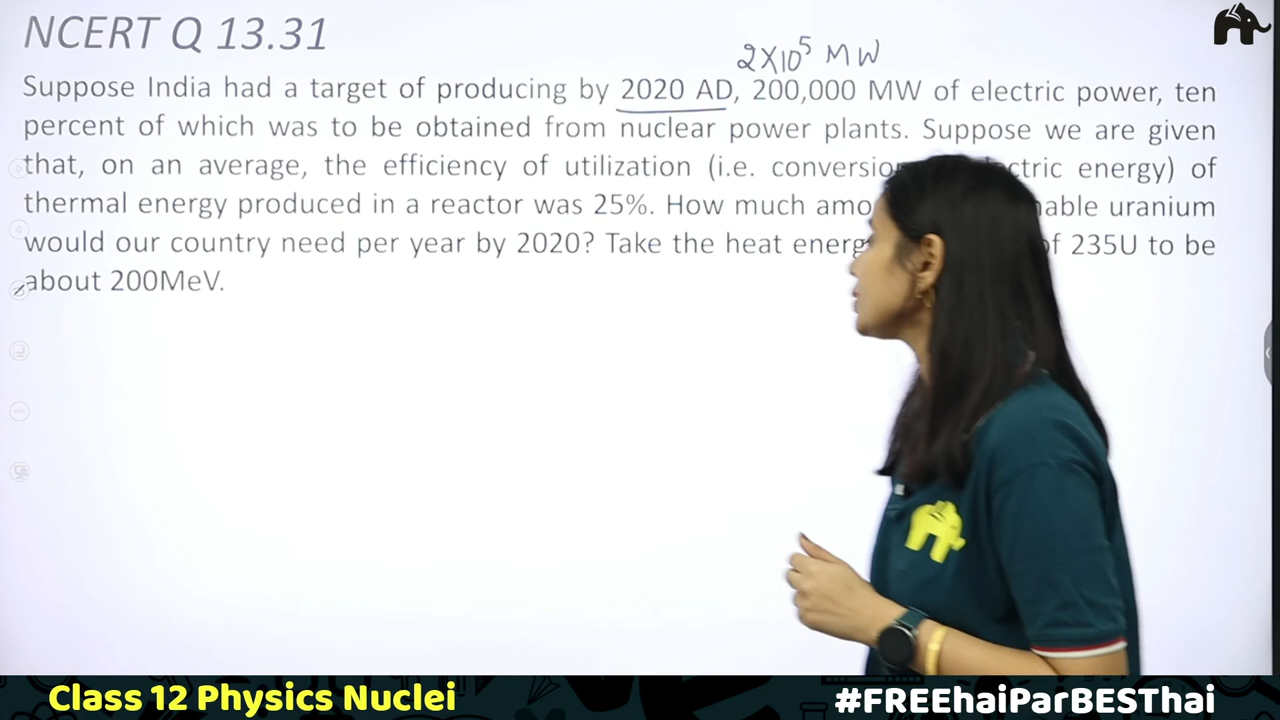 NCERT Q 13.31
2X10⁵ MW
Suppose India had a target of producing by 2020 AD, 200,000 MW of electric power, ten
percent of which was to be obtained from nuclear power plants. Suppose we are given
that, on an average, the efficiency of utilization (i.e. conversion ctric energy) of
thermal energy produced in a reactor was 25%. How much amo nable uranium
would our country need per year by 2020? Take the heat energ of 235U to be
about 200MeV.
Class 12 Physics Nuclei
#FREEhaiParBESThai